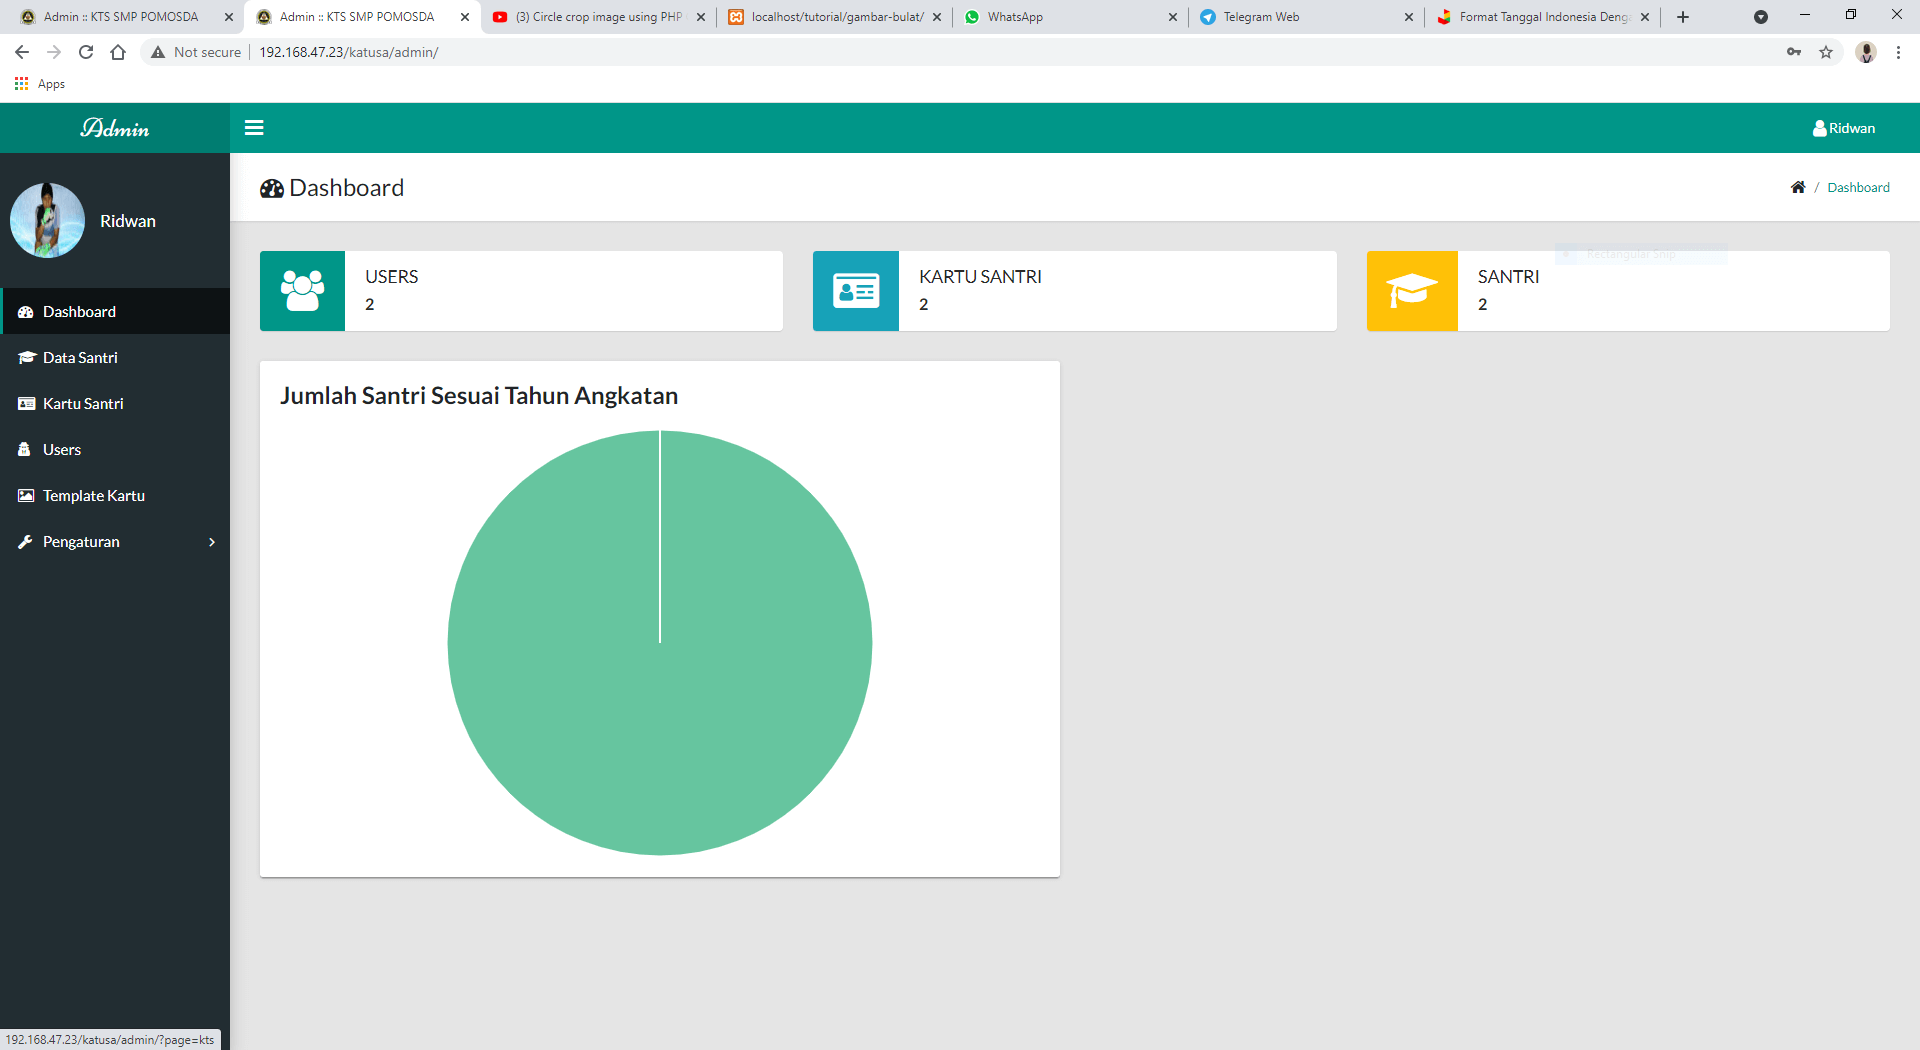 Admin :: KTS SMP POMOSDA
Admin :: KTS SMP POMOSDA
(3) Circle crop image using PHP
localhost/tutorial/gambar-bulat/
WhatsApp
Telegram Web
Format Tanggal Indonesia Denga
Not secure
192.168.47.23/katusa/admin/
Apps
Admin
Ridwan
Ridwan
Dashboard
/ Dashboard
Dashboard
Data Santri
Kartu Santri
Users
Template Kartu
Pengaturan
USERS
2
KARTU SANTRI
2
SANTRI
2
Rectangular Snip
Jumlah Santri Sesuai Tahun Angkatan
192.168.47.23/katusa/admin/?page=kts